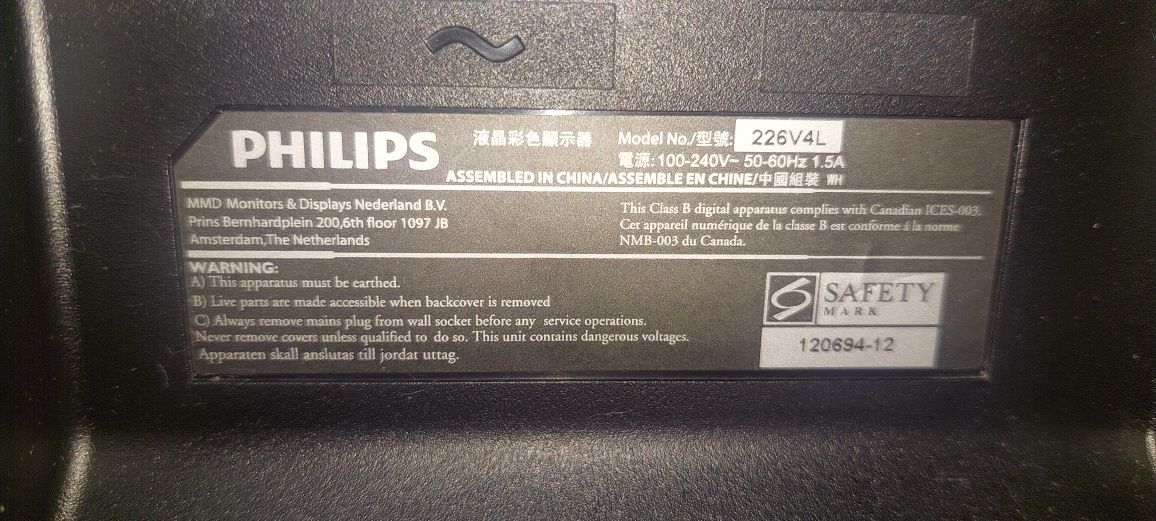 PHILIPS
液晶彩色顯示器
Model No./型號: 226V4L
電源: 100-240V~ 50-60Hz 1.5A
ASSEMBLED IN CHINA/ASSEMBLE EN CHINE/中國組裝 WH
MMD Monitors & Displays Nederland B.V.
Prins Bernhardplein 200,6th floor 1097 JB
Amsterdam,The Netherlands
This Class B digital apparatus complies with Canadian ICES-003.
Cet appareil numérique de la classe B est conforme á la norme
NMB-003 du Canada.
WARNING:
A) This apparatus must be earthed.
B) Live parts are made accessible when backcover is removed
C) Always remove mains plug from wall socket before any service operations.
Never remove covers unless qualified to do so. This unit contains dangerous voltages.
Apparaten skall anslutas till jordat uttag.
SAFETY
MARK
120694-12